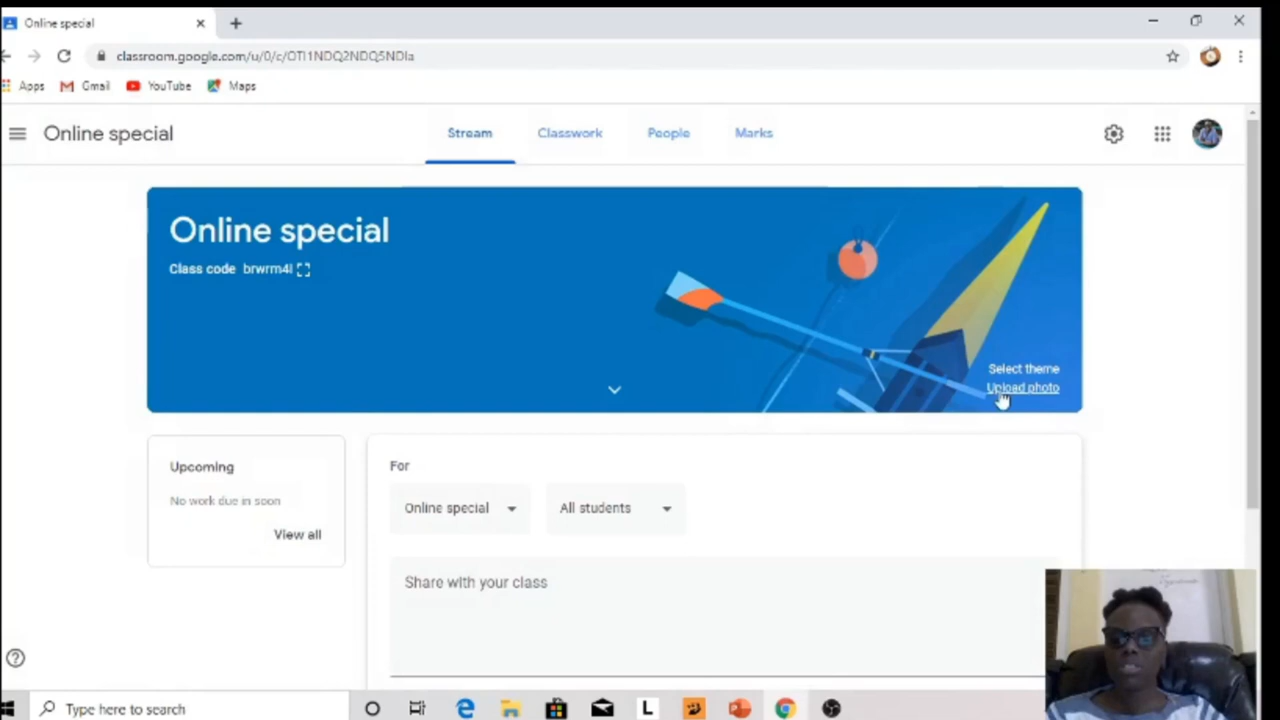 Online special
classroom.google.com/u/0/c/OTI1NDQ2NDQ5NDla
Apps Gmail YouTube Maps
Online special Stream Classwork People Marks
Online special
Class code brwrm4l
Select theme
Upload photo
Upcoming
No work due in soon
View all
For
Online special All students
Share with your class
Type here to search